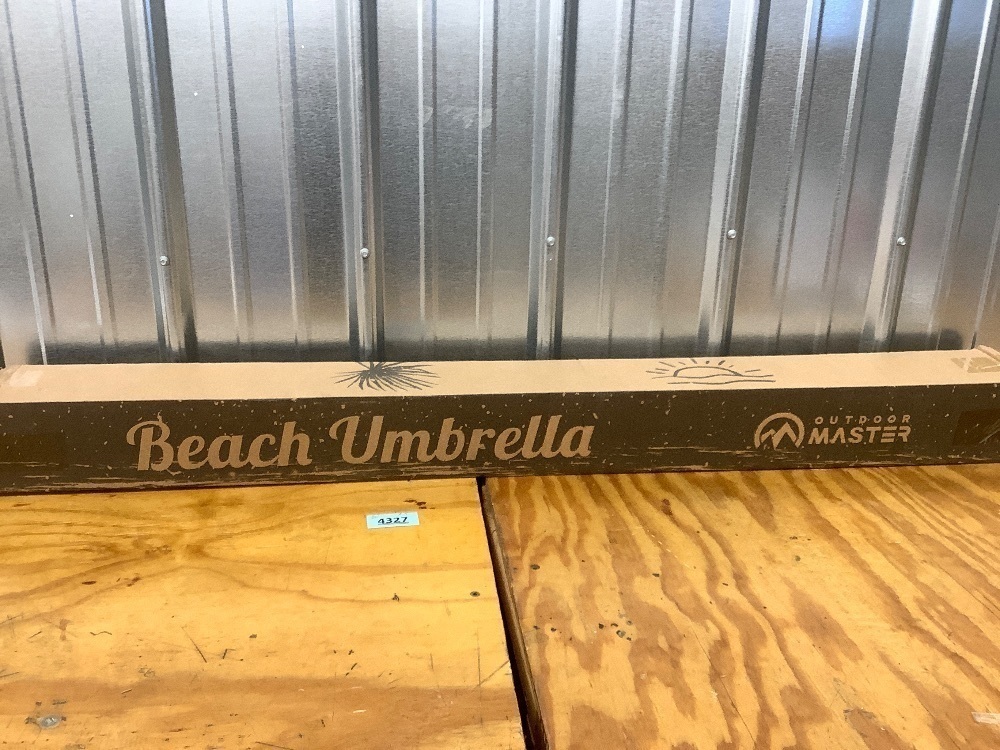 Beach Umbrella
OUTDOOR
MASTER
4327